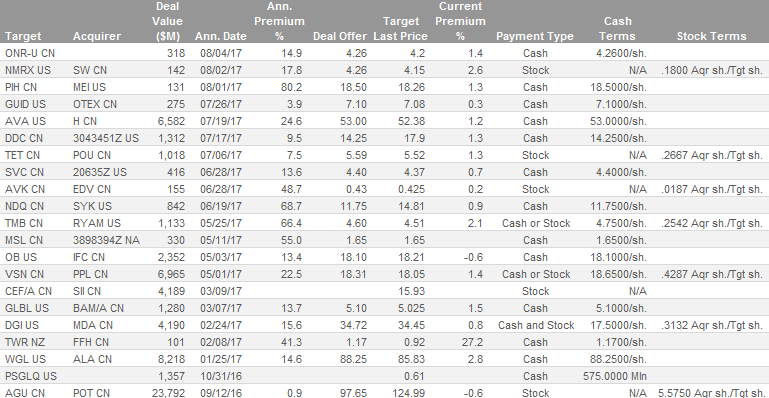 Deal Ann. Current
Value Premium Target Premium Cash
Target Acquirer ($M) Ann. Date % Deal Offer Last Price % Payment Type Terms Stock Terms
ONR-U CN 318 08/04/17 14.9 4.26 4.2 1.4 Cash 4.2600/sh.
NMRX US SW CN 142 08/02/17 17.8 4.26 4.15 2.6 Stock N/A .1800 Aqr sh./Tgt sh.
PIH CN MEI US 131 08/01/17 80.2 18.50 18.26 1.3 Cash 18.5000/sh.
GUID US OTEX CN 275 07/26/17 3.9 7.10 7.08 0.3 Cash 7.1000/sh.
AVA US H CN 6,582 07/19/17 24.6 53.00 52.38 1.2 Cash 53.0000/sh.
DDC CN 3043451Z US 1,312 07/17/17 9.5 14.25 17.9 1.3 Cash 14.2500/sh.
TET CN POU CN 1,018 07/06/17 7.5 5.59 5.52 1.3 Stock N/A .2667 Aqr sh./Tgt sh.
SVC CN 20635Z US 416 06/28/17 13.6 4.40 4.37 0.7 Cash 4.4000/sh.
AVK CN EDV CN 155 06/28/17 48.7 0.43 0.425 0.2 Stock N/A .0187 Aqr sh./Tgt sh.
NDQ CN SYK US 842 06/19/17 68.7 11.75 14.81 0.9 Cash 11.7500/sh.
TMB CN RYAM US 1,133 05/25/17 66.4 4.60 4.51 2.1 Cash or Stock 4.7500/sh. .2542 Aqr sh./Tgt sh.
MSL CN 3898394Z NA 330 05/11/17 55.0 1.65 1.65 Cash 1.6500/sh.
OB US IFC CN 2,352 05/03/17 13.4 18.10 18.21 -0.6 Cash 18.1000/sh.
VSN CN PPL CN 6,965 05/01/17 22.5 18.31 18.05 1.4 Cash or Stock 18.6500/sh. .4287 Aqr sh./Tgt sh.
CEF/A CN SII CN 4,189 03/09/17 15.93 Stock N/A
GLBL US BAM/A CN 1,280 03/07/17 13.7 5.10 5.025 1.5 Cash 5.1000/sh.
DGI US MDA CN 4,190 02/24/17 15.6 34.72 34.45 0.8 Cash and Stock 17.5000/sh. .3132 Aqr sh./Tgt sh.
TWR NZ FFH CN 101 02/08/17 41.3 1.17 0.92 27.2 Cash 1.1700/sh.
WGL US ALA CN 8,218 01/25/17 14.6 88.25 85.83 2.8 Cash 88.2500/sh.
PSGLQ US 1,357 10/31/16 0.61 Cash 575.0000 Mln
AGU CN POT CN 23,792 09/12/16 0.9 97.65 124.99 -0.6 Stock N/A 5.5750 Aqr sh./Tgt sh.